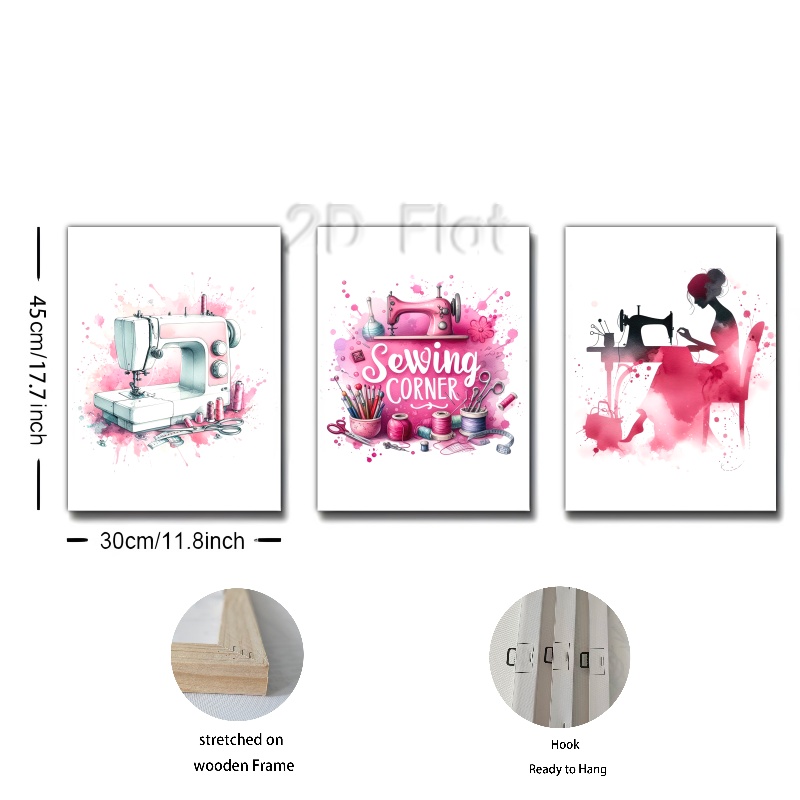 2D Flat
45cm/17.7inch
Sewing
CORNER
30cm/11.8inch
stretched on
wooden Frame
Hook
Ready to Hang